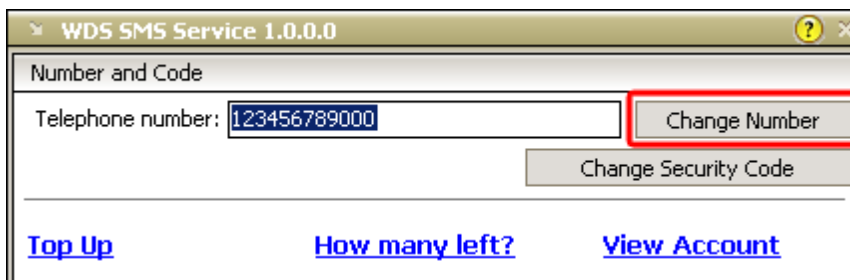 WDS SMS Service 1.0.0.0 ?
Number and Code
Telephone number: 123456789000 Change Number
Change Security Code
Top Up How many left? View Account